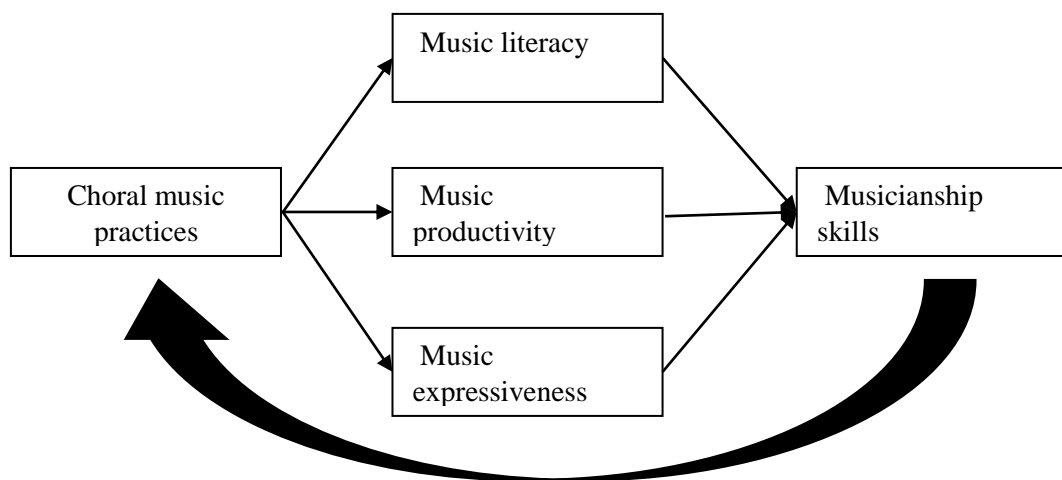 Music literacy
Choral music
practices
Music
productivity
Musicianship
skills
Music
expressiveness